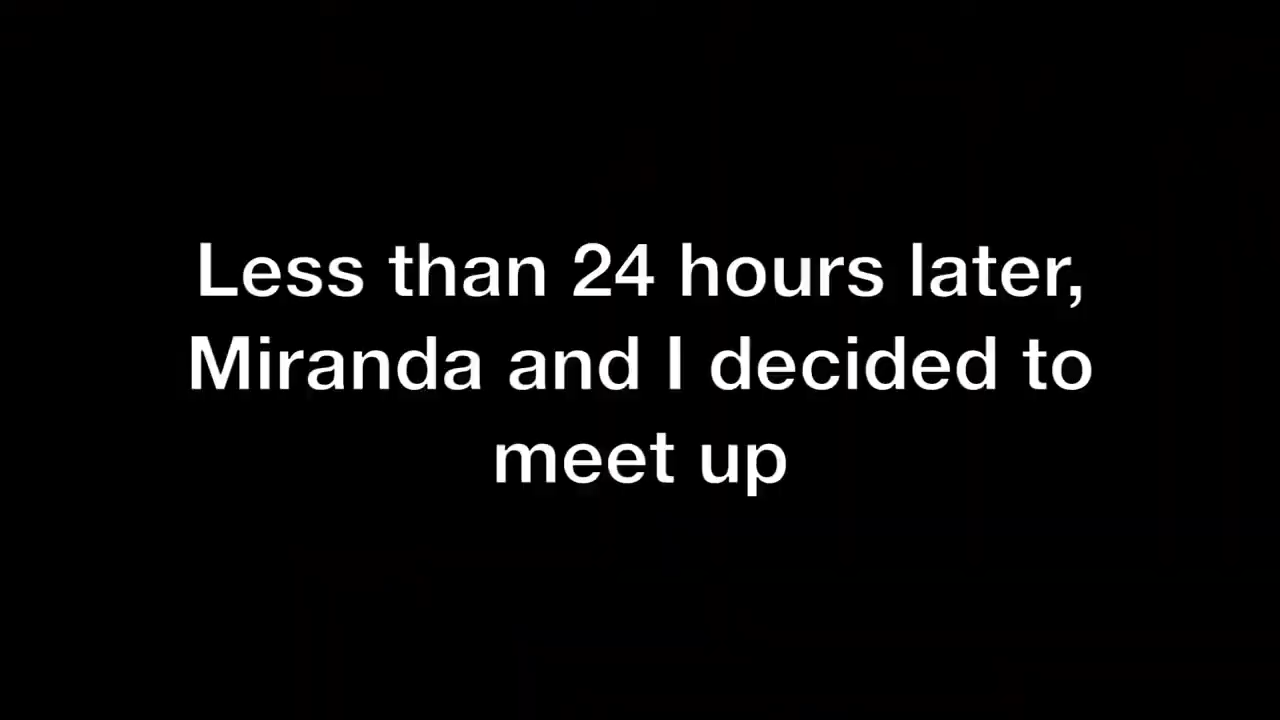 Less than 24 hours later,
Miranda and I decided to
meet up